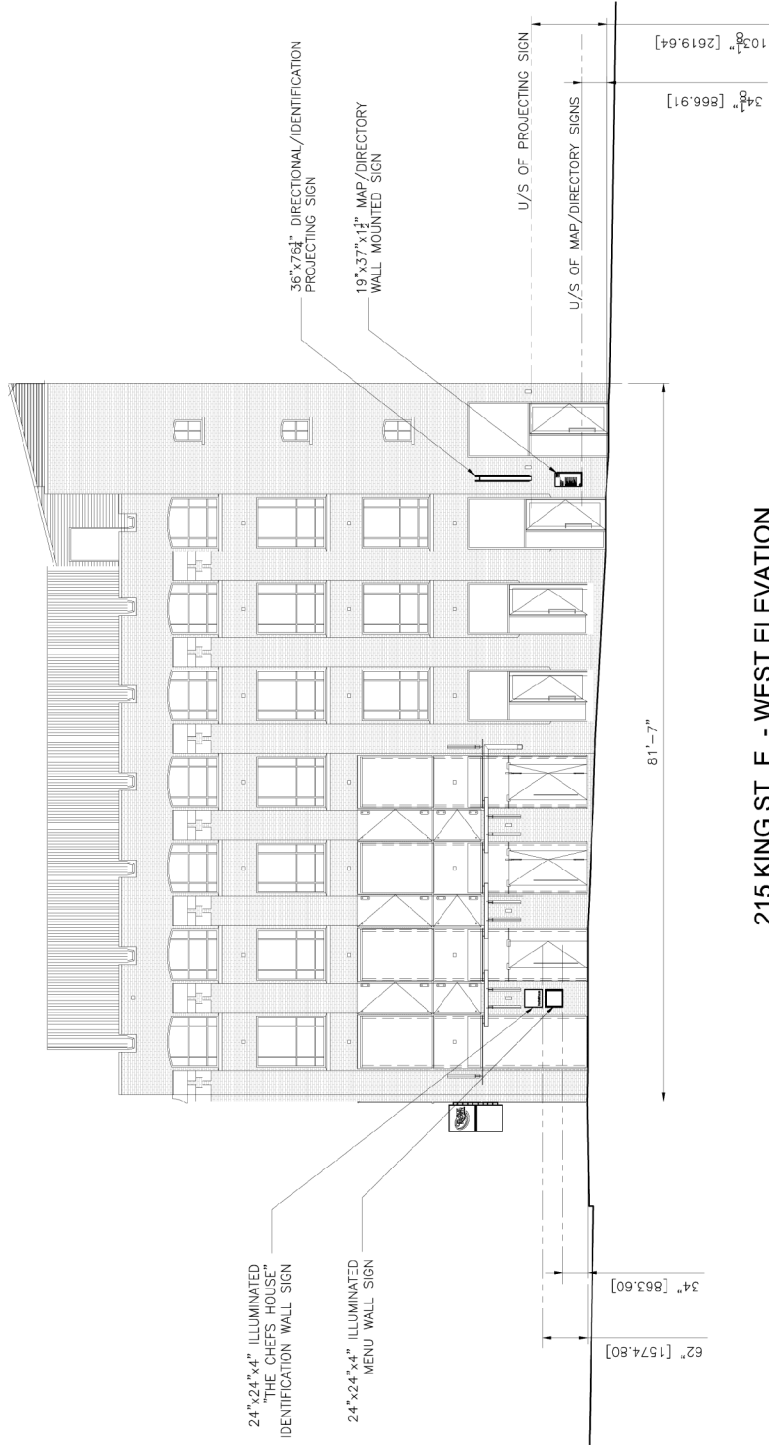 24"x24"x4" ILLUMINATED
"THE CHEFS HOUSE"
IDENTIFICATION WALL SIGN
24"x24"x4" ILLUMINATED
MENU WALL SIGN
36"x76½" DIRECTIONAL/IDENTIFICATION
PROJECTING SIGN
19"x37"x1½" MAP/DIRECTORY
WALL MOUNTED SIGN
U/S OF PROJECTING SIGN
U/S OF MAP/DIRECTORY SIGNS
62" [1574.80]
34" [863.60]
81'-7"
34⅛" [866.91]
103⅛" [2619.64]
215 KING ST. E. - WEST ELEVATION